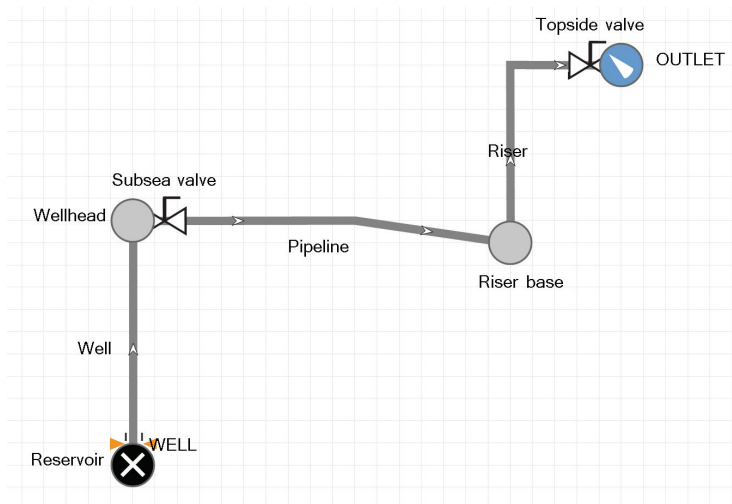 Topside valve
OUTLET
Riser
Subsea valve
Wellhead
Pipeline
Riser base
Well
WELL
Reservoir